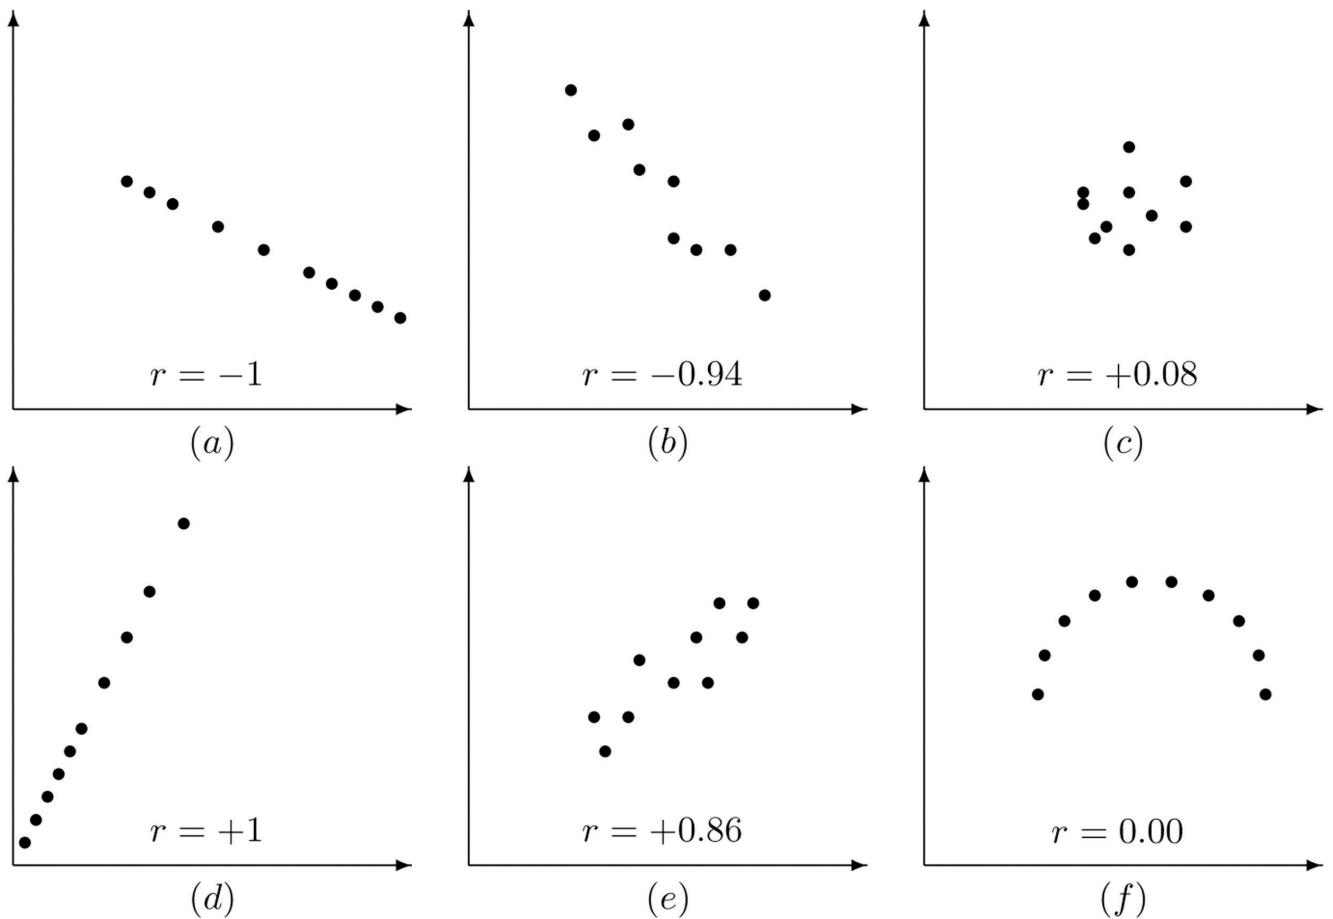 r = −1
r = −0.94
r = +0.08
(a)
(b)
(c)
r = +1
r = +0.86
r = 0.00
(d)
(e)
(f)